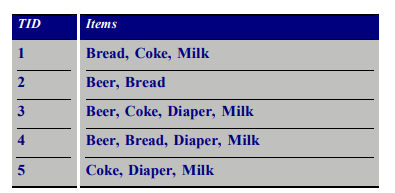 TID Items
1 Bread, Coke, Milk
2 Beer, Bread
3 Beer, Coke, Diaper, Milk
4 Beer, Bread, Diaper, Milk
5 Coke, Diaper, Milk